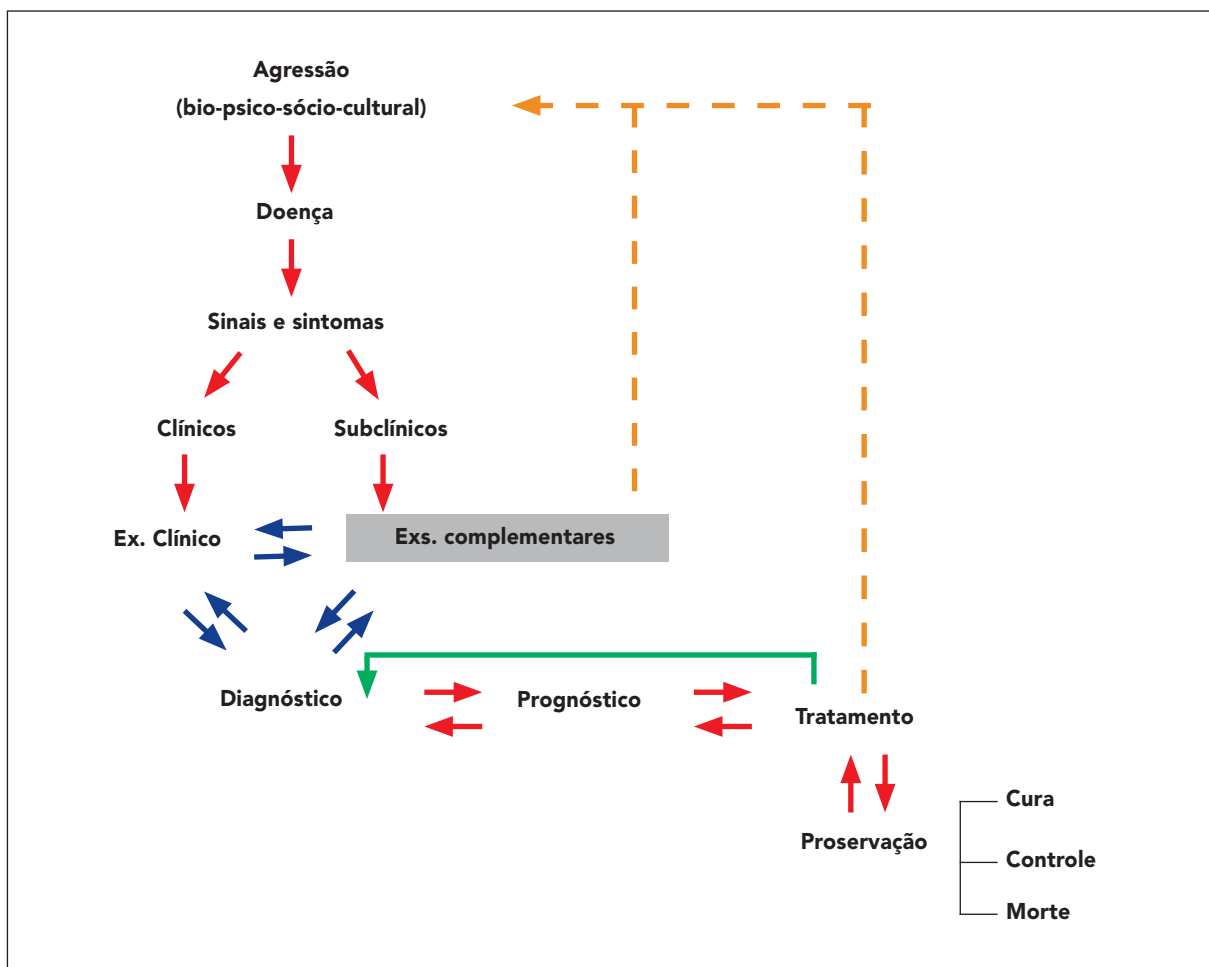 Agressão
(bio-psico-sócio-cultural)
Doença
Sinais e sintomas
Clínicos
Subclínicos
Ex. Clínico
Exs. complementares
Diagnóstico
Prognóstico
Tratamento
Proservação
Cura
Controle
Morte